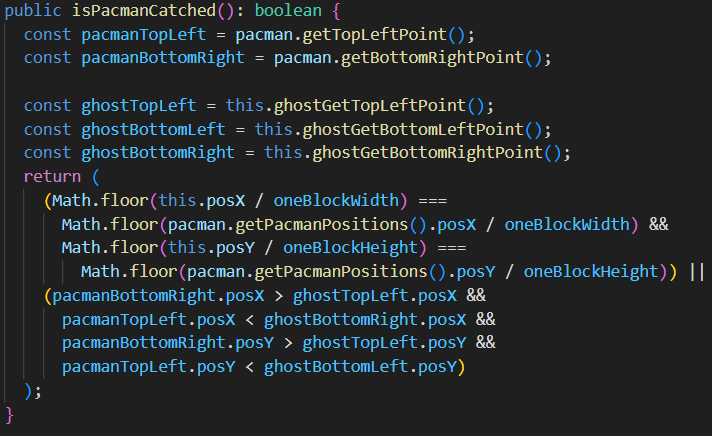 public isPacmanCatched(): boolean {
  const pacmanTopLeft = pacman.getTopLeftPoint();
  const pacmanBottomRight = pacman.getBottomRightPoint();

  const ghostTopLeft = this.ghostGetTopLeftPoint();
  const ghostBottomLeft = this.ghostGetBottomLeftPoint();
  const ghostBottomRight = this.ghostGetBottomRightPoint();
  return (
    (Math.floor(this.posX / oneBlockWidth) ===
      Math.floor(pacman.getPacmanPositions().posX / oneBlockWidth) &&
      Math.floor(this.posY / oneBlockHeight) ===
        Math.floor(pacman.getPacmanPositions().posY / oneBlockHeight)) ||
    (pacmanBottomRight.posX > ghostTopLeft.posX &&
      pacmanTopLeft.posX < ghostBottomRight.posX &&
      pacmanBottomRight.posY > ghostTopLeft.posY &&
      pacmanTopLeft.posY < ghostBottomLeft.posY)
  );
}